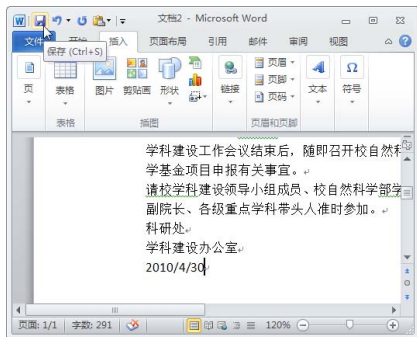 文档2 - Microsoft Word
文件 开始 插入 页面布局 引用 邮件 审阅 视图
保存 (Ctrl+S)
页 表格 图片 剪贴画 形状 链接 页眉 页脚 页码 文本 符号
表格 插图 页眉和页脚
学科建设工作会议结束后，随即召开校自然科
学基金项目申报有关事宜。
请校学科建设领导小组成员、校自然科学部学
副院长、各级重点学科带头人准时参加。
科研处
学科建设办公室
2010/4/30
页面: 1/1 字数: 291 120%